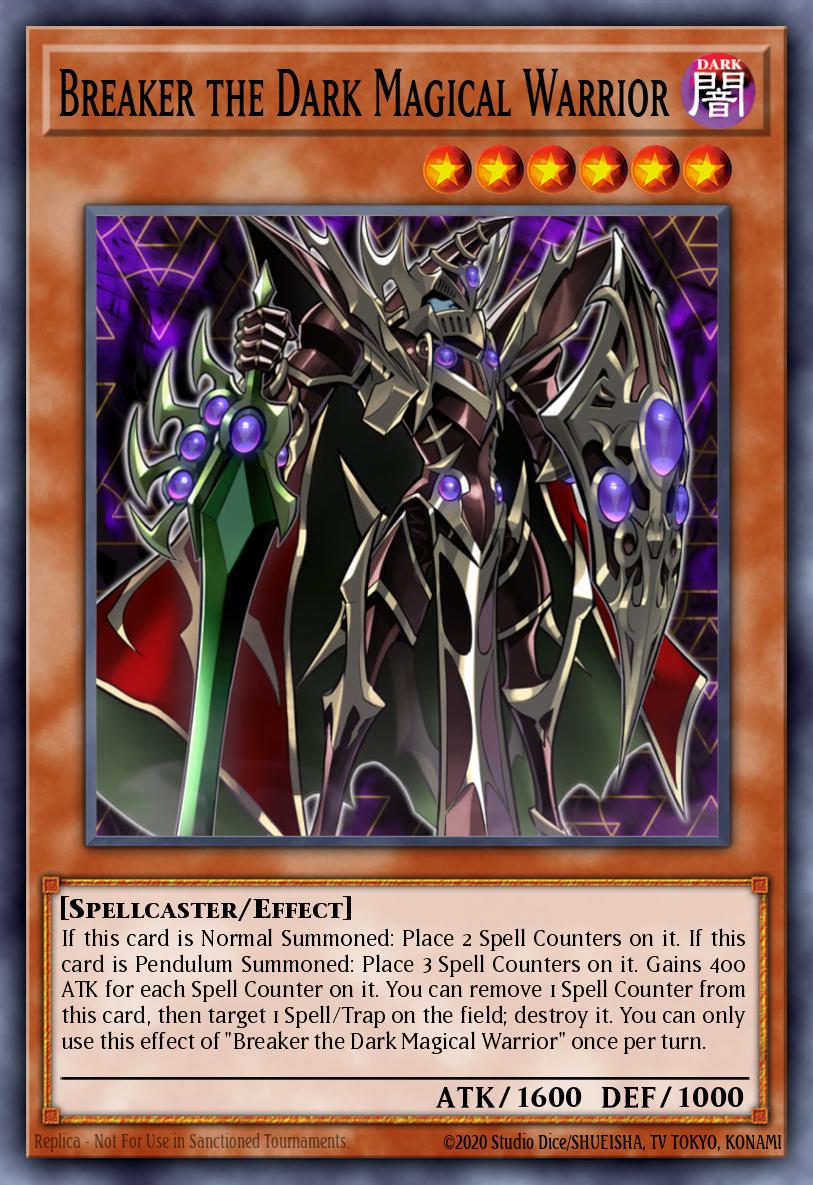 Breaker the Dark Magical Warrior
DARK
闇
[Spellcaster/Effect]
If this card is Normal Summoned: Place 2 Spell Counters on it. If this
card is Pendulum Summoned: Place 3 Spell Counters on it. Gains 400
ATK for each Spell Counter on it. You can remove 1 Spell Counter from
this card, then target 1 Spell/Trap on the field; destroy it. You can only
use this effect of "Breaker the Dark Magical Warrior" once per turn.
ATK/1600 DEF/1000
Replica - Not For Use in Sanctioned Tournaments.
©2020 Studio Dice/SHUEISHA, TV TOKYO, KONAMI